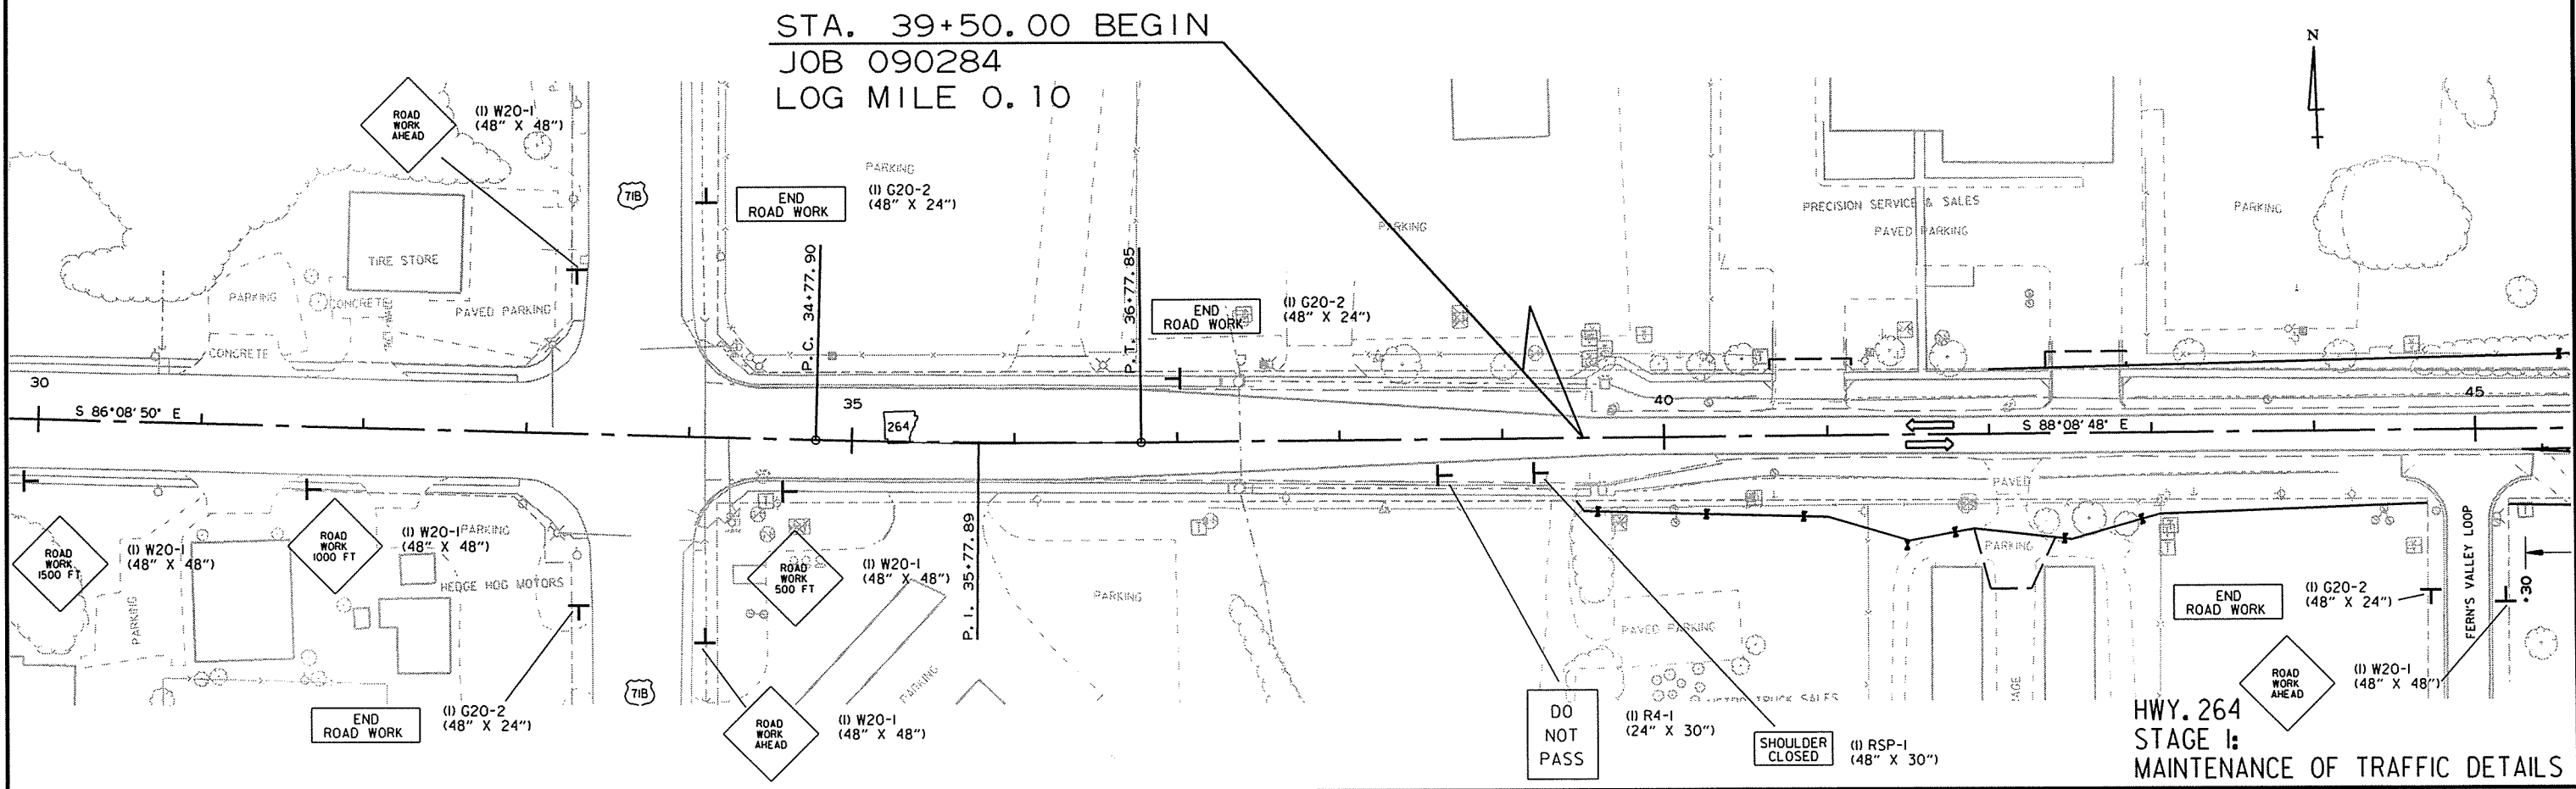 STA. 39+50.00 BEGIN
JOB 090284
LOG MILE 0.10
N
ROAD
WORK
AHEAD
(1) W20-1
(48" X 48")
71B
END
ROAD WORK
(1) G20-2
(48" X 24")
PARKING
PARKING
PRECISION SERVICE & SALES
PAVED PARKING
PARKING
TIRE STORE
PARKING
CONCRETE
PAVED PARKING
CONCRETE
P.C. 34+77.90
P.T. 36+77.85
END
ROAD WORK
(1) G20-2
(48" X 24")
30
S 86°08'50" E
35
264
40
S 88°08'48" E
45
ROAD
WORK
1500 FT
(1) W20-1
(48" X 48")
ROAD
WORK
1000 FT
(1) W20-1
(48" X 48")
PARKING
HEDGE HOG MOTORS
PARKING
ROAD
WORK
500 FT
(1) W20-1
(48" X 48")
P.I. 35+77.89
PARKING
PARKING
PAVED
PARKING
PAVED PARKING
METRO TRUCK SALES
FERN'S VALLEY LOOP
.30
END
ROAD WORK
(1) G20-2
(48" X 24")
ROAD
WORK
AHEAD
(1) W20-1
(48" X 48")
71B
END
ROAD WORK
(1) G20-2
(48" X 24")
ROAD
WORK
AHEAD
(1) W20-1
(48" X 48")
DO
NOT
PASS
(1) R4-1
(24" X 30")
SHOULDER
CLOSED
(1) RSP-1
(48" X 30")
HWY. 264
STAGE 1:
MAINTENANCE OF TRAFFIC DETAILS